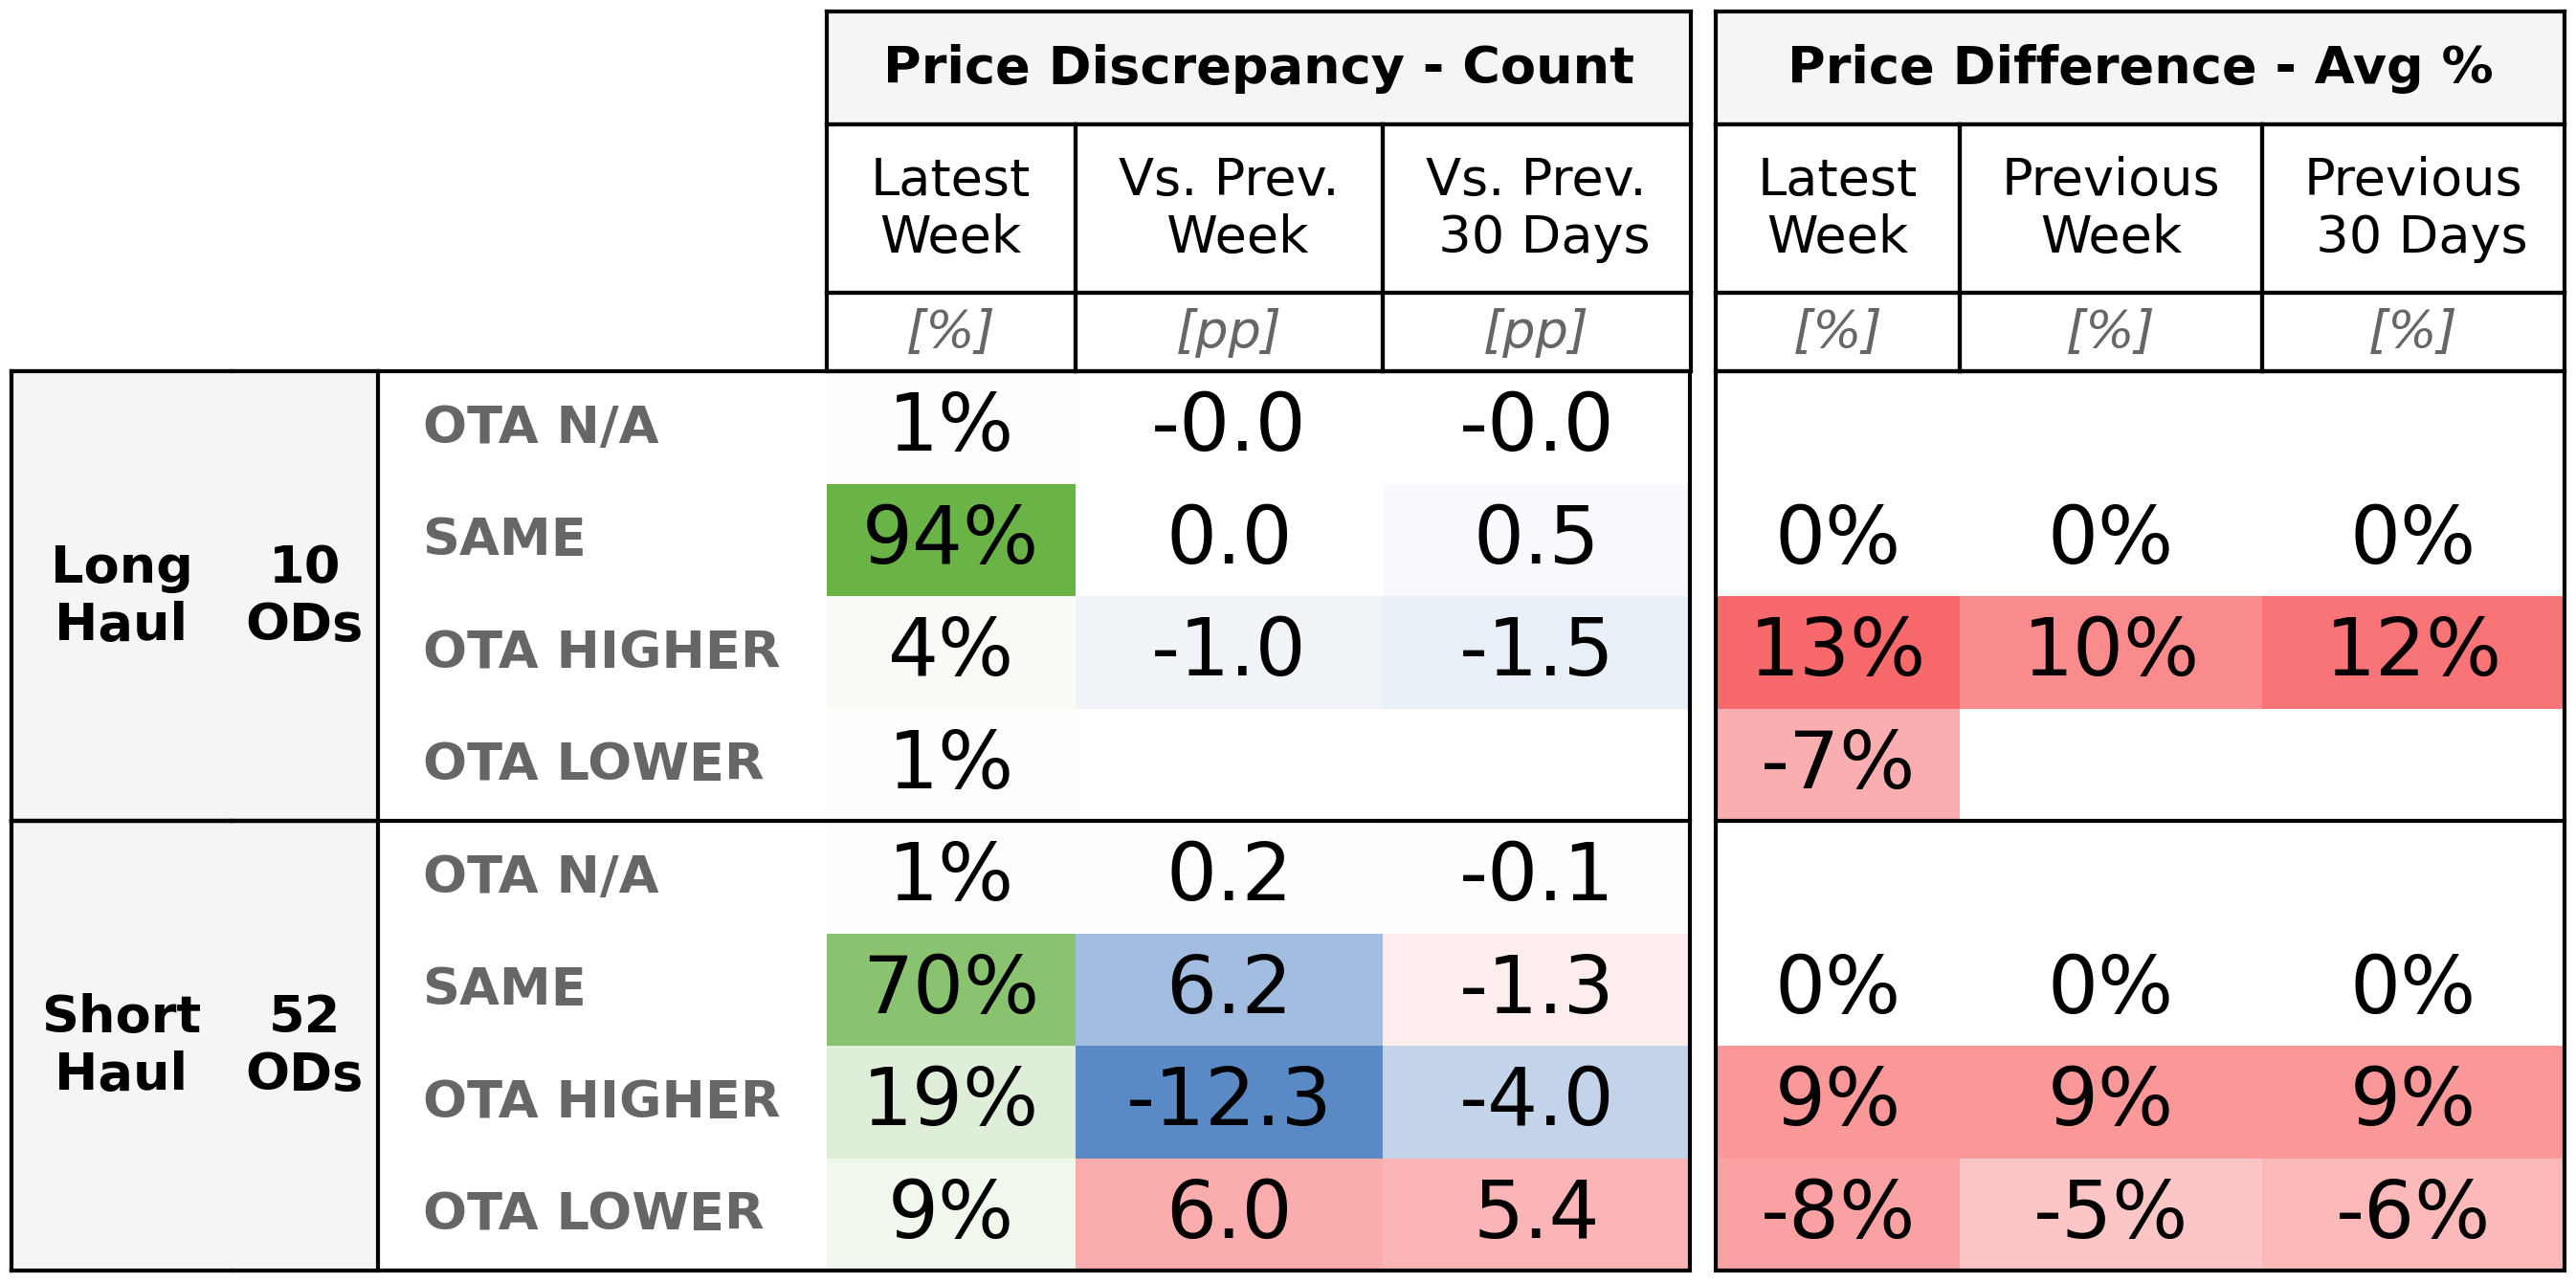 Price Discrepancy - Count Price Difference - Avg %
Latest Week Vs. Prev. Week Vs. Prev. 30 Days Latest Week Previous Week Previous 30 Days
[%] [pp] [pp] [%] [%] [%]
Long Haul 10 ODs
OTA N/A 1% -0.0 -0.0
SAME 94% 0.0 0.5 0% 0% 0%
OTA HIGHER 4% -1.0 -1.5 13% 10% 12%
OTA LOWER 1% -7%
Short Haul 52 ODs
OTA N/A 1% 0.2 -0.1
SAME 70% 6.2 -1.3 0% 0% 0%
OTA HIGHER 19% -12.3 -4.0 9% 9% 9%
OTA LOWER 9% 6.0 5.4 -8% -5% -6%